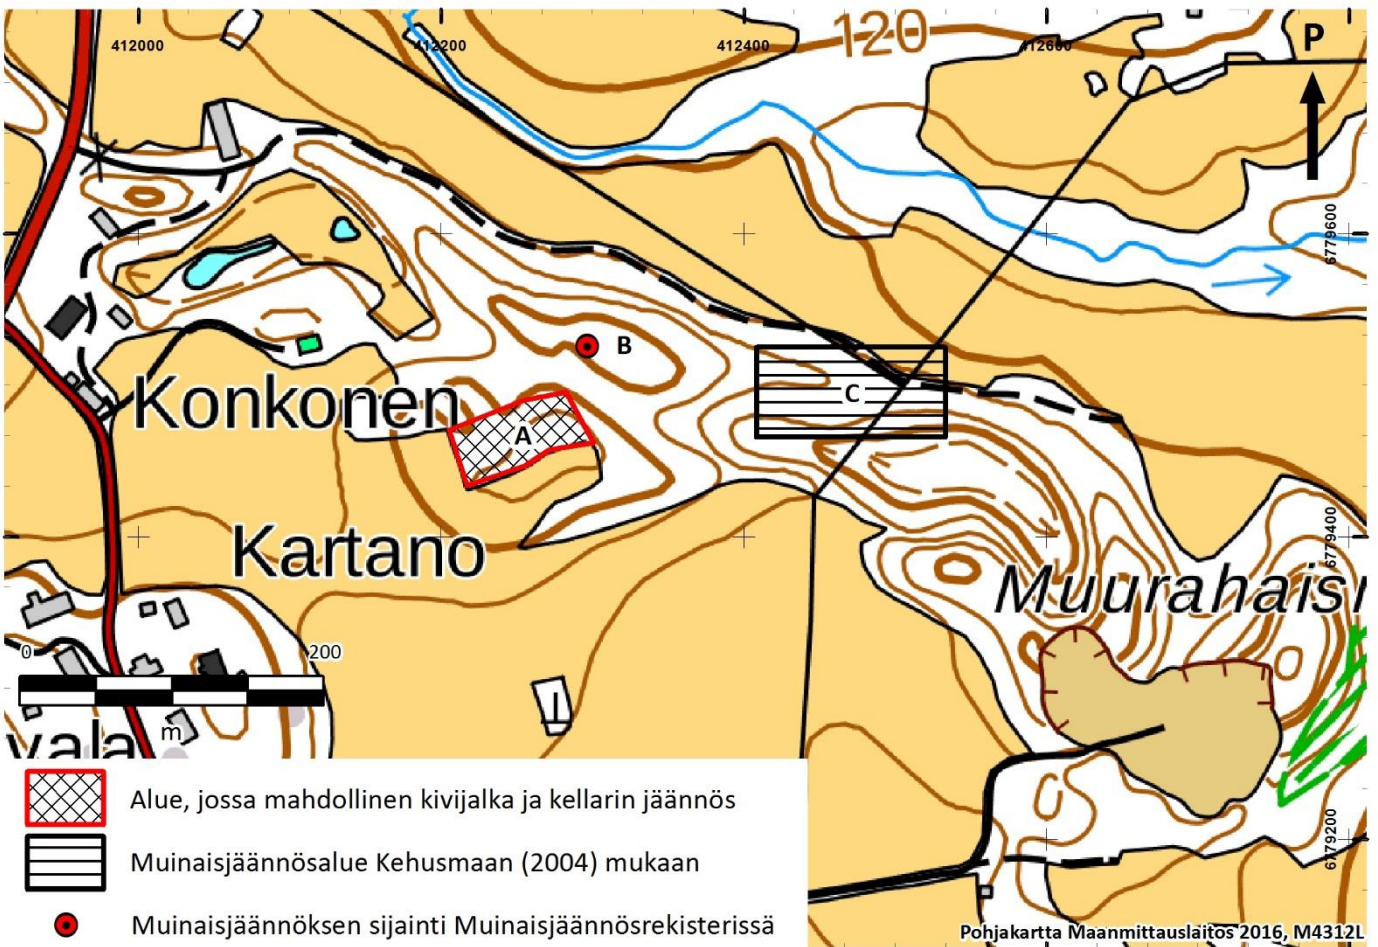 412000 412200 412400 120 412600 P
6779600
B
C
Konkonen
A
Kartano
6779400
Muurahaisr
0 200
m
vala
6779200
Alue, jossa mahdollinen kivijalka ja kellarin jäännös
Muinaisjäännösalue Kehusmaan (2004) mukaan
Muinaisjäännöksen sijainti Muinaisjäännösrekisterissä
Pohjakartta Maanmittauslaitos 2016, M4312L